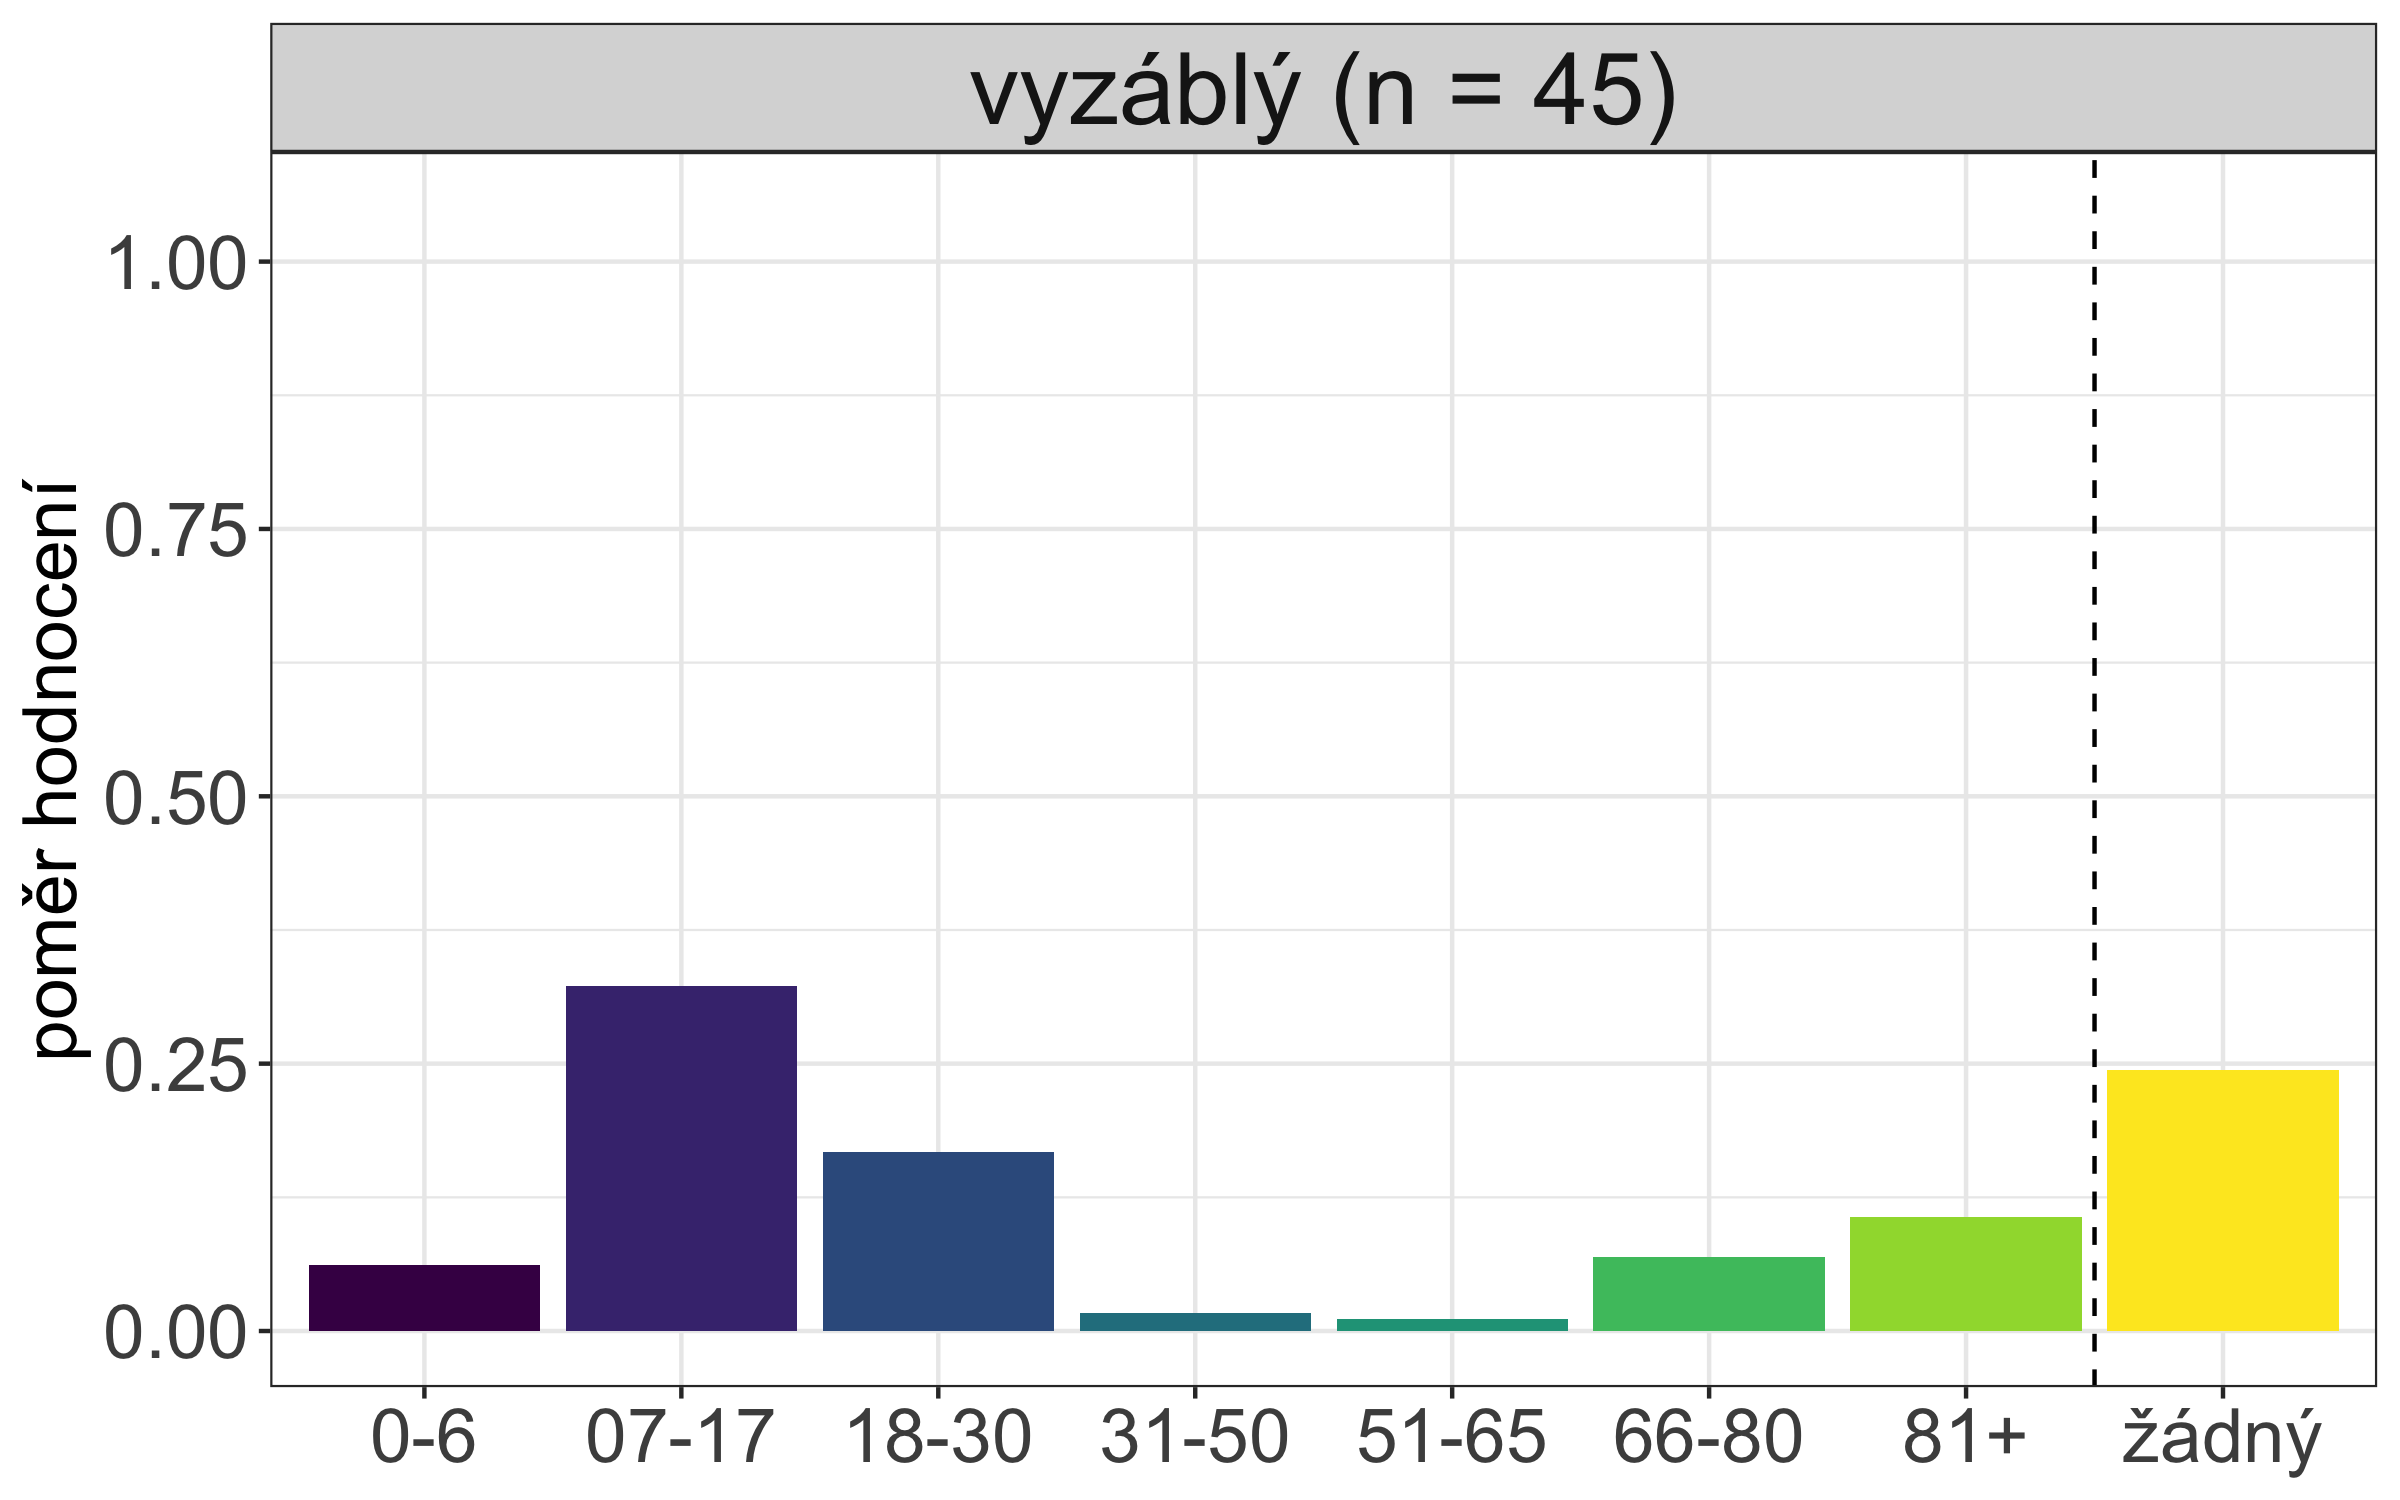 vyzáblý (n = 45)
poměr hodnocení
1.00
0.75
0.50
0.25
0.00
0-6 07-17 18-30 31-50 51-65 66-80 81+ žádný